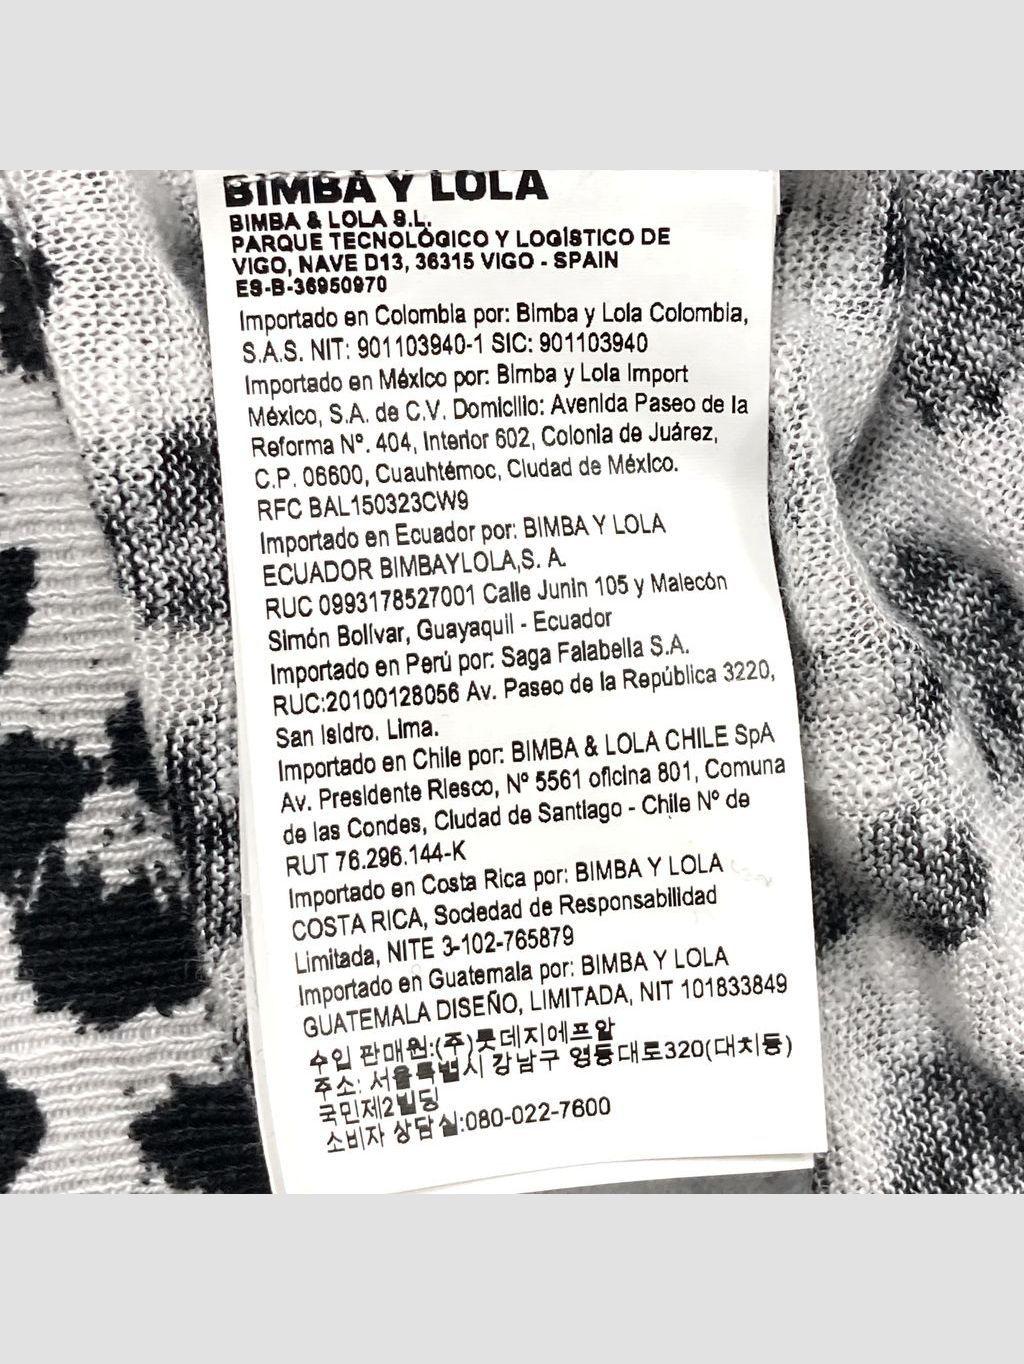 BIMBA Y LOLA
BIMBA & LOLA S.L.
PARQUE TECNOLÓGICO Y LOGÍSTICO DE
VIGO, NAVE D13, 36315 VIGO - SPAIN
ES-B-36950970
Importado en Colombia por: Bimba y Lola Colombia,
S.A.S. NIT: 901103940-1 SIC: 901103940
Importado en México por: Bimba y Lola Import
México, S.A. de C.V. Domicilio: Avenida Paseo de la
Reforma Nº. 404, Interior 602, Colonia de Juárez,
C.P. 06600, Cuauhtémoc, Ciudad de México.
RFC BAL150323CW9
Importado en Ecuador por: BIMBA Y LOLA
ECUADOR BIMBAYLOLA,S. A.
RUC 0993178527001 Calle Junin 105 y Malecón
Simón Bolívar, Guayaquil - Ecuador
Importado en Perú por: Saga Falabella S.A.
RUC:20100128056 Av. Paseo de la República 3220,
San Isidro. Lima.
Importado en Chile por: BIMBA & LOLA CHILE SpA
Av. Presidente Riesco, Nº 5561 oficina 801, Comuna
de las Condes, Ciudad de Santiago - Chile Nº de
RUT 76.296.144-K
Importado en Costa Rica por: BIMBA Y LOLA
COSTA RICA, Sociedad de Responsabilidad
Limitada, NITE 3-102-765879
Importado en Guatemala por: BIMBA Y LOLA
GUATEMALA DISEÑO, LIMITADA, NIT 101833849
수입 판매원:(주)롯데지에프알
주소: 서울특별시 강남구 영동대로320(대치동)
국민제2빌딩
소비자 상담실:080-022-7600